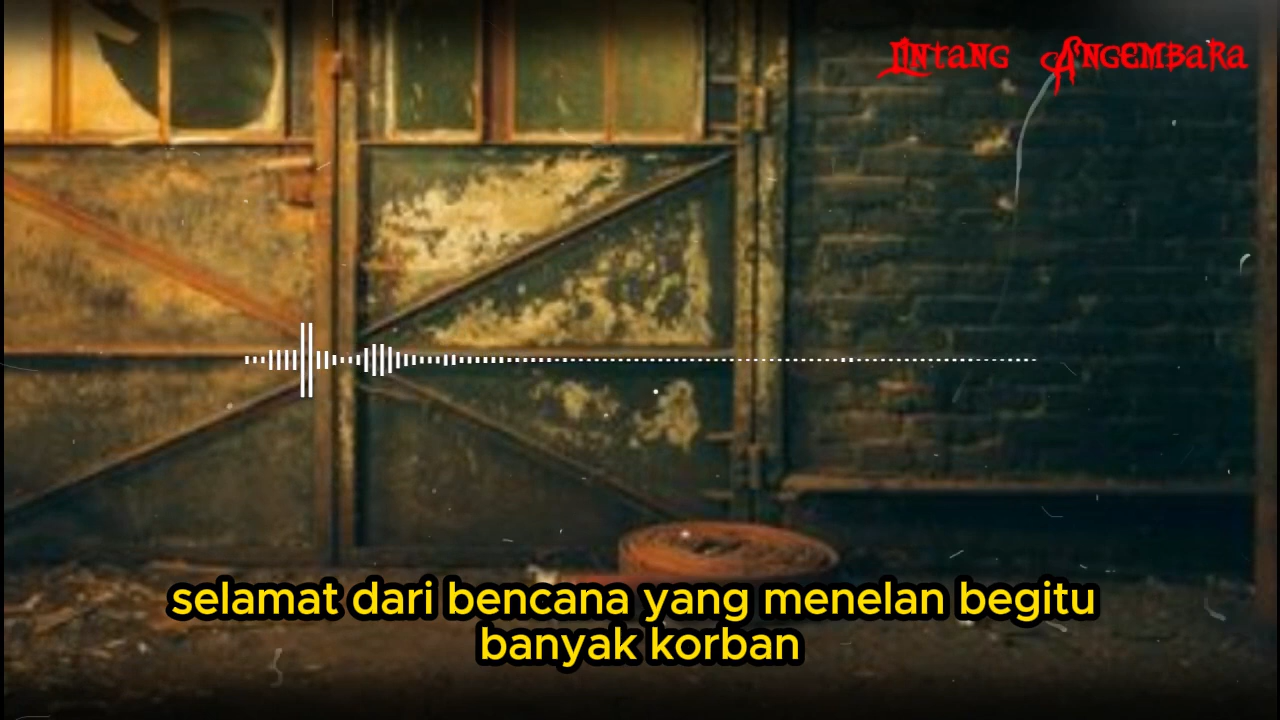 Lintang Angembara
selamat dari bencana yang menelan begitu
banyak korban